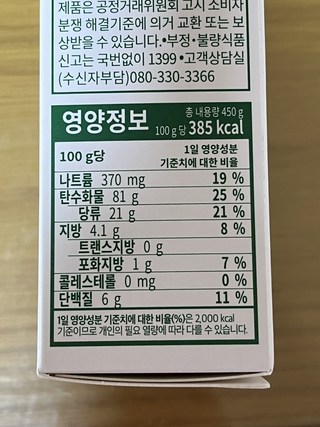 제품은 공정거래위원회 고시 소비자
분쟁 해결기준에 의거 교환 또는 보
상받을 수 있습니다.•부정·불량식품
신고는 국번없이 1399•고객상담실
(수신자부담)080-330-3366
영양정보 총 내용량 450 g
100 g 당 385 kcal
100 g당 1일 영양성분
기준치에 대한 비율
나트륨 370 mg 19 %
탄수화물 81 g 25 %
당류 21 g 21 %
지방 4.1 g 8 %
트랜스지방 0 g
포화지방 1 g 7 %
콜레스테롤 0 mg 0 %
단백질 6 g 11 %
1일 영양성분 기준치에 대한 비율(%)은 2,000 kcal
기준이므로 개인의 필요 열량에 따라 다를 수 있습니다.